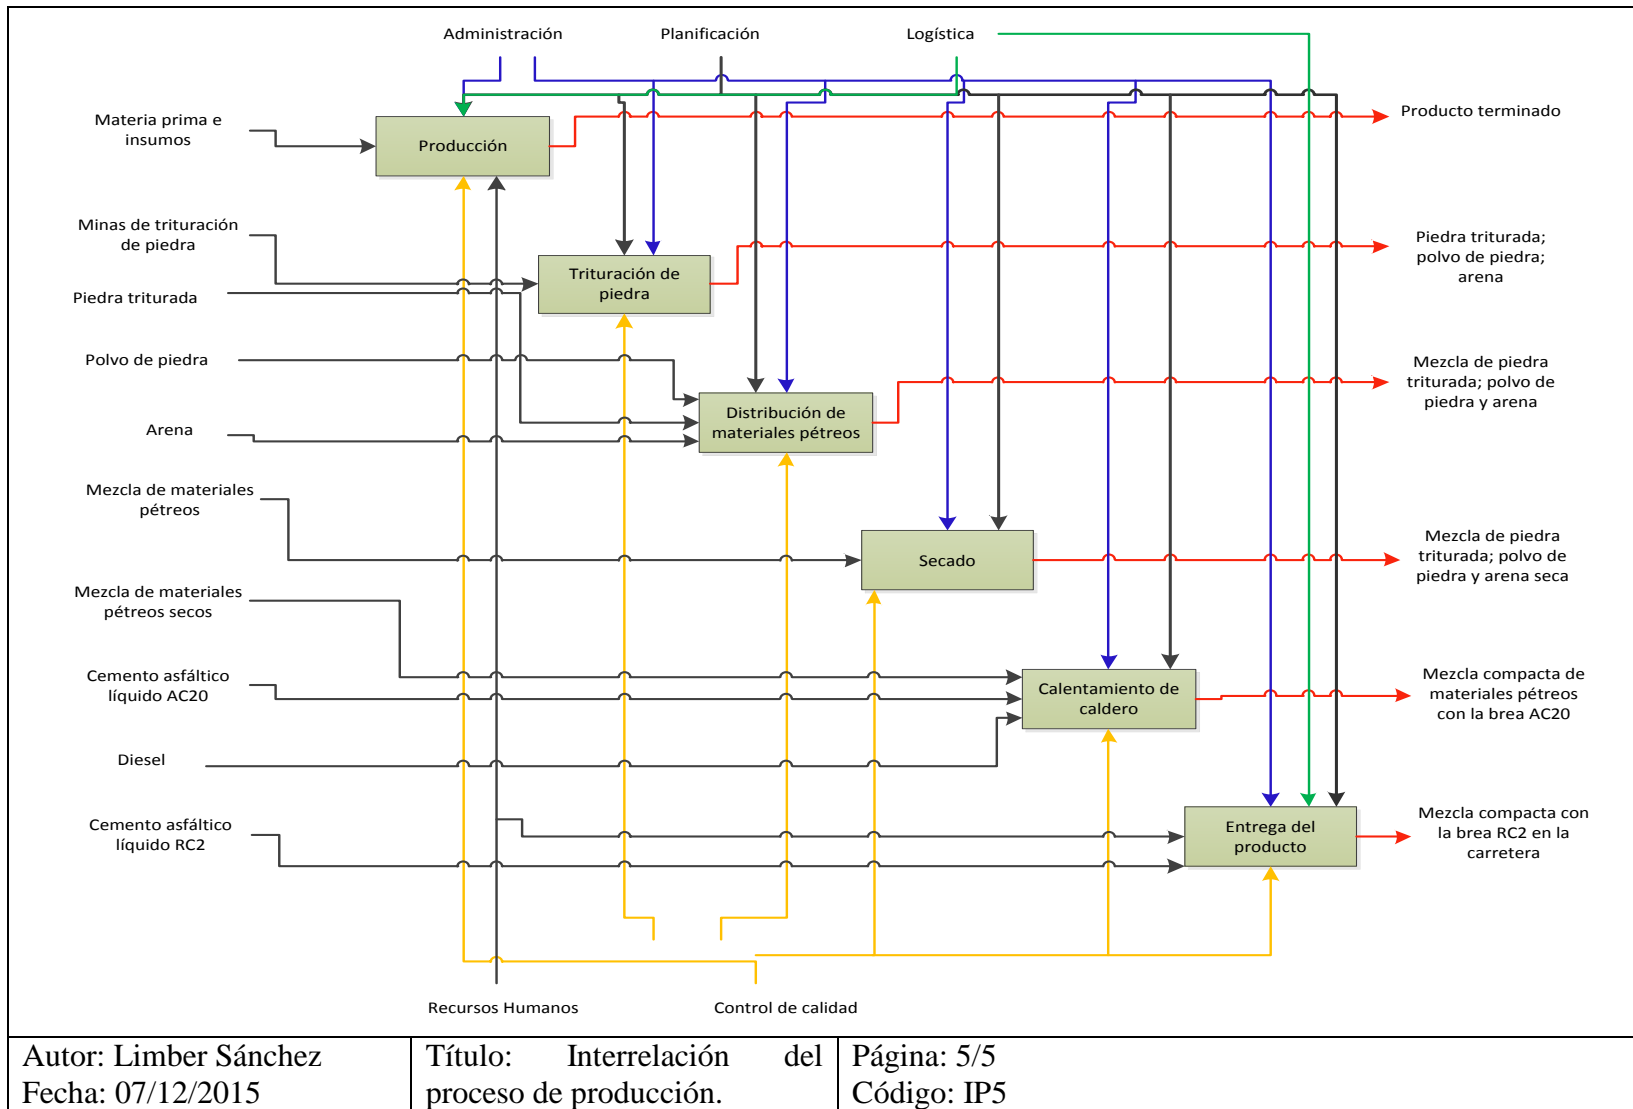 Administración
Planificación
Logística
Materia prima e
insumos
Producción
Producto terminado
Minas de trituración
de piedra
Trituración de
piedra
Piedra triturada;
polvo de piedra;
arena
Piedra triturada
Polvo de piedra
Mezcla de piedra
triturada; polvo de
piedra y arena
Distribución de
materiales pétreos
Arena
Mezcla de materiales
pétreos
Secado
Mezcla de piedra
triturada; polvo de
piedra y arena seca
Mezcla de materiales
pétreos secos
Cemento asfáltico
líquido AC20
Calentamiento de
caldero
Mezcla compacta de
materiales pétreos
con la brea AC20
Diesel
Cemento asfáltico
líquido RC2
Entrega del
producto
Mezcla compacta con
la brea RC2 en la
carretera
Recursos Humanos
Control de calidad
Autor: Limber Sánchez
Fecha: 07/12/2015
Título: Interrelación del
proceso de producción.
Página: 5/5
Código: IP5